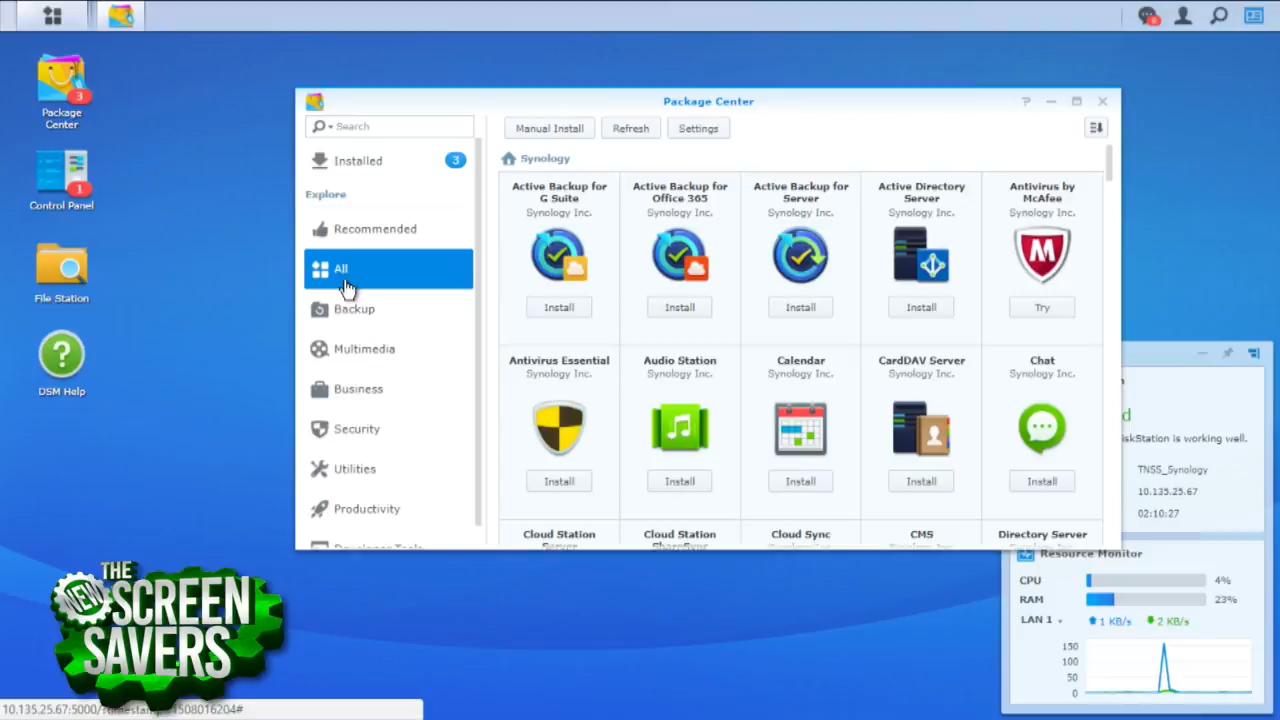 Package Center
3
Package
Center
1
Control Panel
File Station
DSM Help
Search
Manual Install
Refresh
Settings
Installed
3
Explore
Recommended
All
Backup
Multimedia
Business
Security
Utilities
Productivity
Developer Tools
Synology
Active Backup for
G Suite
Synology Inc.
Install
Active Backup for
Office 365
Synology Inc.
Install
Active Backup for
Server
Synology Inc.
Install
Active Directory
Server
Synology Inc.
Install
Antivirus by
McAfee
Synology Inc.
Try
Antivirus Essential
Synology Inc.
Install
Audio Station
Synology Inc.
Install
Calendar
Synology Inc.
Install
CardDAV Server
Synology Inc.
Install
Chat
Synology Inc.
Install
Cloud Station
Server
Cloud Station
ShareSync
Cloud Sync
CMS
Directory Server
is working well.
TNSS_Synology
10.135.25.67
02:10:27
Resource Monitor
CPU
4%
RAM
23%
LAN 1
1 KB/s
2 KB/s
150
100
50
0
THE
NEW
SCREEN
SAVERS